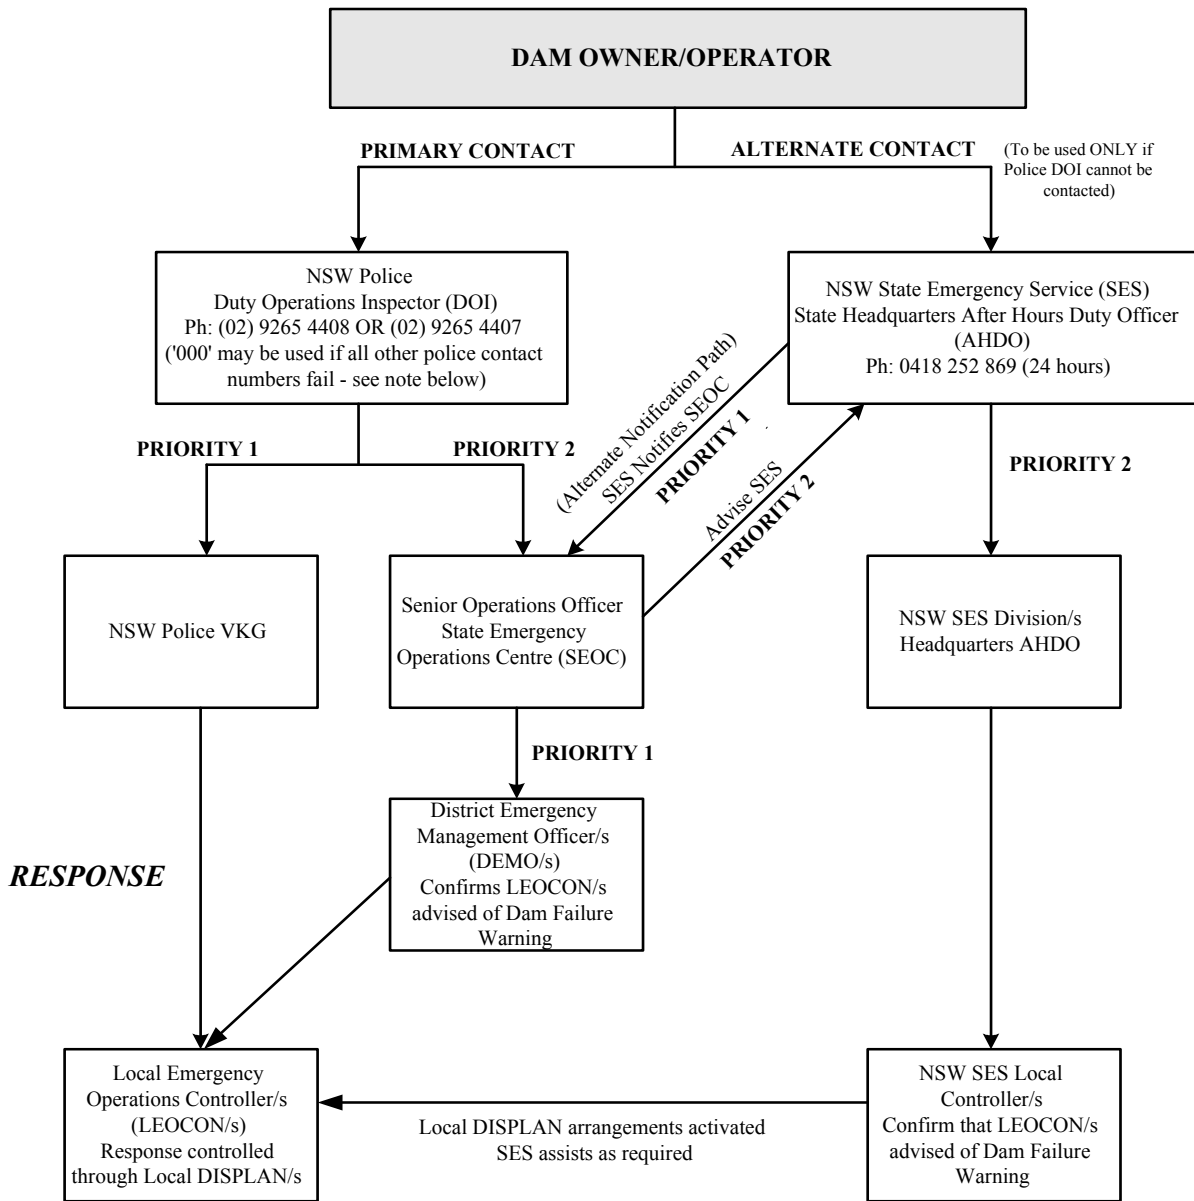 DAM OWNER/OPERATOR
PRIMARY CONTACT
ALTERNATE CONTACT
(To be used ONLY if
Police DOI cannot be
contacted)
NSW Police
Duty Operations Inspector (DOI)
Ph: (02) 9265 4408 OR (02) 9265 4407
('000' may be used if all other police contact
numbers fail - see note below)
NSW State Emergency Service (SES)
State Headquarters After Hours Duty Officer
(AHDO)
Ph: 0418 252 869 (24 hours)
PRIORITY 1
PRIORITY 2
(Alternate Notification Path)
SES Notifies SEOC
PRIORITY 1
Advise SES
PRIORITY 2
PRIORITY 2
NSW Police VKG
Senior Operations Officer
State Emergency
Operations Centre (SEOC)
NSW SES Division/s
Headquarters AHDO
PRIORITY 1
District Emergency
Management Officer/s
(DEMO/s)
Confirms LEOCON/s
advised of Dam Failure
Warning
RESPONSE
Local Emergency
Operations Controller/s
(LEOCON/s)
Response controlled
through Local DISPLAN/s
Local DISPLAN arrangements activated
SES assists as required
NSW SES Local
Controller/s
Confirm that LEOCON/s
advised of Dam Failure
Warning